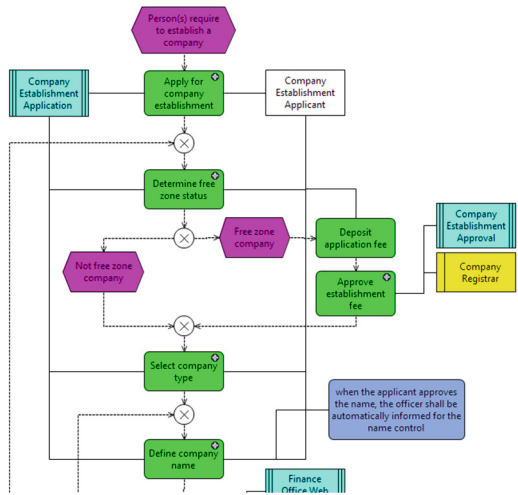 Person(s) require
to establish a
company
Company
Establishment
Application
Apply for
company
establishment
Company
Establishment
Applicant
Determine free
zone status
Free zone
company
Deposit
application fee
Company
Establishment
Approval
Not free zone
company
Approve
establishment
fee
Company
Registrar
Select company
type
when the applicant approves
the name, the officer shall be
automatically informed for the
name control
Define company
name
Finance
Office Web